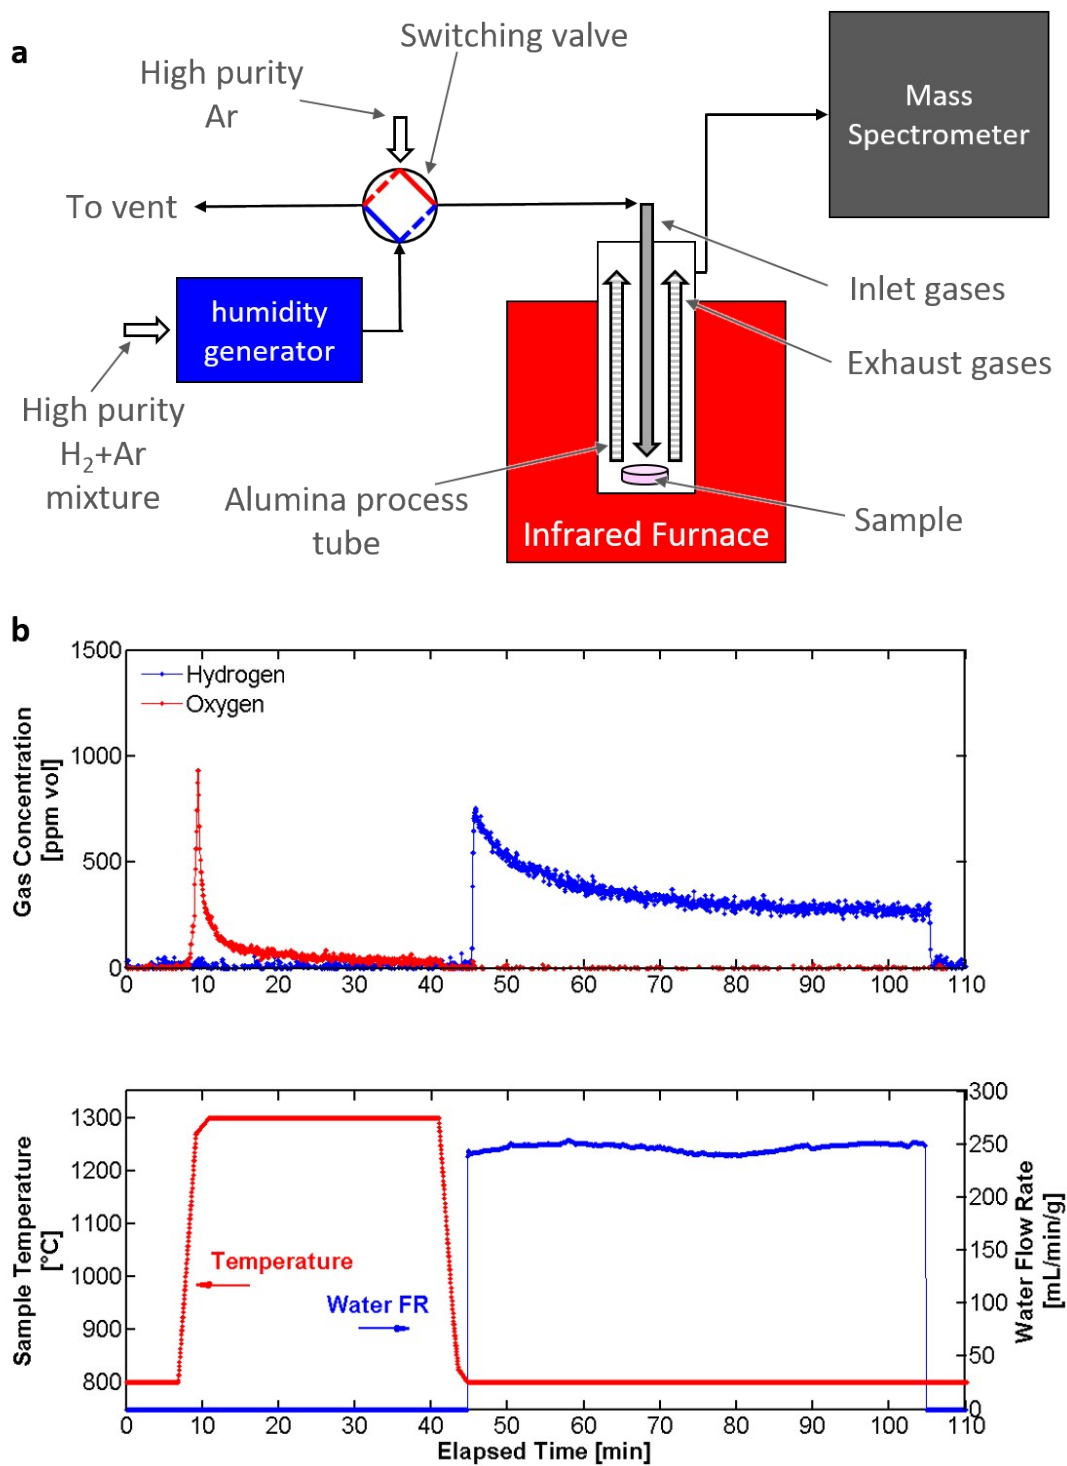 a
Switching valve
High purity
Ar
Mass
Spectrometer
To vent
humidity
generator
Inlet gases
Exhaust gases
High purity
H₂+Ar
mixture
Alumina process
tube
Sample
Infrared Furnace
b
1500
1000
500
0
Gas Concentration
[ppm vol]
Hydrogen
Oxygen
0 10 20 30 40 50 60 70 80 90 100 110
1300
1200
1100
1000
900
800
Sample Temperature
[°C]
Temperature
Water FR
300
250
200
150
100
50
0
Water Flow Rate
[mL/min/g]
0 10 20 30 40 50 60 70 80 90 100 110
Elapsed Time [min]